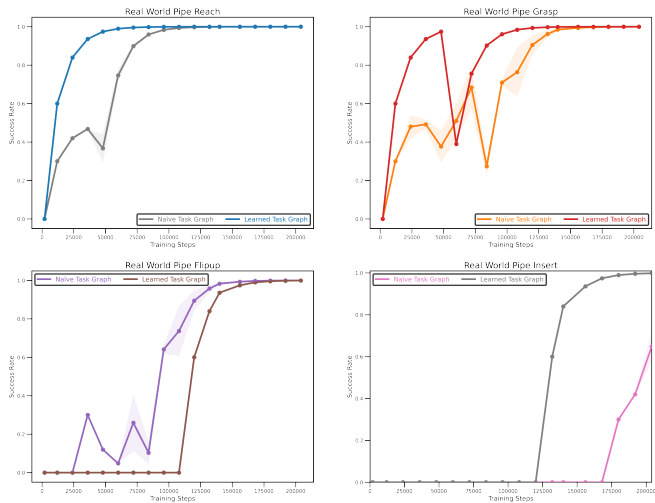 Real World Pipe Reach
Success Rate
1.0
0.8
0.6
0.4
0.2
0.0
Naive Task Graph
Learned Task Graph
0 25000 50000 75000 100000 125000 150000 175000 200000
Training Steps
Real World Pipe Grasp
Success Rate
1.0
0.8
0.6
0.4
0.2
0.0
Naive Task Graph
Learned Task Graph
0 25000 50000 75000 100000 125000 150000 175000 200000
Training Steps
Real World Pipe Flipup
Naive Task Graph
Learned Task Graph
Success Rate
1.0
0.8
0.6
0.4
0.2
0.0
0 25000 50000 75000 100000 125000 150000 175000 200000
Training Steps
Real World Pipe Insert
Naive Task Graph
Learned Task Graph
Success Rate
1.0
0.8
0.6
0.4
0.2
0.0
0 25000 50000 75000 100000 125000 150000 175000 200000
Training Steps